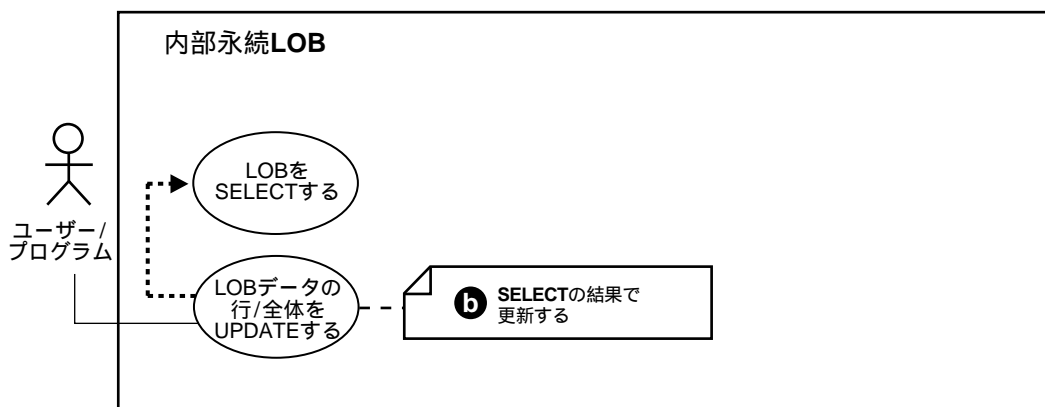 内部永続LOB
LOBを
SELECTする
ユーザー/
プログラム
LOBデータの
行/全体を
UPDATEする
b SELECTの結果で
更新する